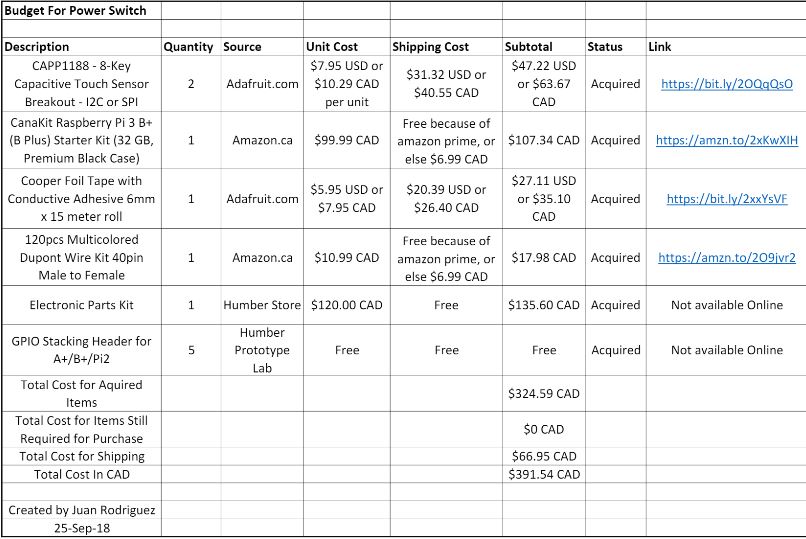 Budget For Power Switch
Description Quantity Source Unit Cost Shipping Cost Subtotal Status Link
CAPP1188 - 8-Key
Capacitive Touch Sensor
Breakout - I2C or SPI
2
Adafruit.com
$7.95 USD or
$10.29 CAD
per unit
$31.32 USD or
$40.55 CAD
$47.22 USD
or $63.67
CAD
Acquired
https://bit.ly/2OQqQsO
CanaKit Raspberry Pi 3 B+
(B Plus) Starter Kit (32 GB,
Premium Black Case)
1
Amazon.ca
$99.99 CAD
Free because of
amazon prime, or
else $6.99 CAD
$107.34 CAD
Acquired
https://amzn.to/2xKwXIH
Cooper Foil Tape with
Conductive Adhesive 6mm
x 15 meter roll
1
Adafruit.com
$5.95 USD or
$7.95 CAD
$20.39 USD or
$26.40 CAD
$27.11 USD
or $35.10
CAD
Acquired
https://bit.ly/2xxYsVF
120pcs Multicolored
Dupont Wire Kit 40pin
Male to Female
1
Amazon.ca
$10.99 CAD
Free because of
amazon prime, or
else $6.99 CAD
$17.98 CAD
Acquired
https://amzn.to/2O9jvr2
Electronic Parts Kit
1
Humber Store
$120.00 CAD
Free
$135.60 CAD
Acquired
Not available Online
GPIO Stacking Header for
A+/B+/Pi2
5
Humber
Prototype
Lab
Free
Free
Free
Acquired
Not available Online
Total Cost for Aquired
Items
$324.59 CAD
Total Cost for Items Still
Required for Purchase
$0 CAD
Total Cost for Shipping
$66.95 CAD
Total Cost In CAD
$391.54 CAD
Created by Juan Rodriguez
25-Sep-18